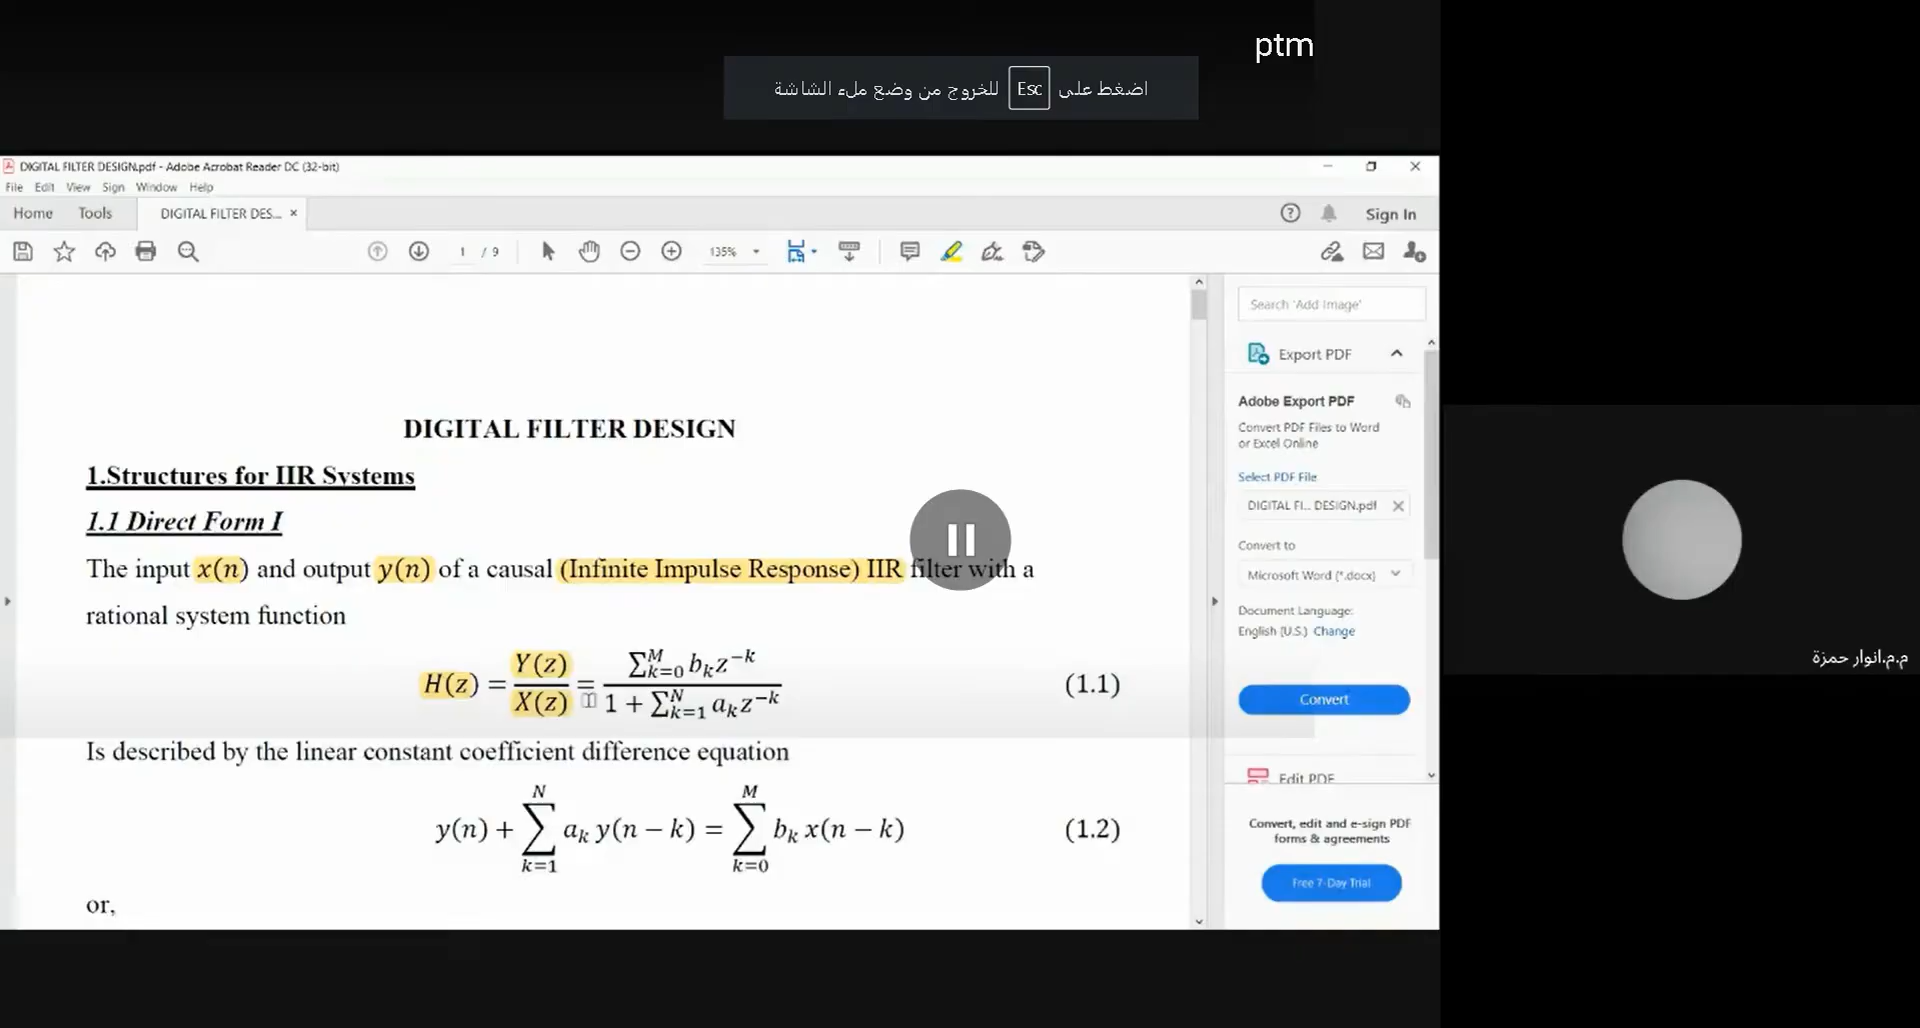 ptm
اضغط على Esc للخروج من وضع ملء الشاشة
DIGITAL FILTER DESIGN.pdf - Adobe Acrobat Reader DC (32-bit)
File Edit View Sign Window Help
Home Tools DIGITAL FILTER DES... × Sign In
1 / 9 135%
Search 'Add Image'
Export PDF
Adobe Export PDF
Convert PDF Files to Word
or Excel Online
Select PDF File
DIGITAL FI... DESIGN.pdf
Convert to
Microsoft Word (*.docx)
Document Language:
English (U.S.) Change
Convert
Edit PDF
Convert, edit and e-sign PDF
forms & agreements
Free 7-Day Trial
DIGITAL FILTER DESIGN
1.Structures for IIR Systems
1.1 Direct Form I
The input x(n) and output y(n) of a causal (Infinite Impulse Response) IIR filter with a
rational system function
H(z) = Y(z)/X(z) = ∑_{k=0}^{M} b_k z^{-k} / 1 + ∑_{k=1}^{N} a_k z^{-k} (1.1)
Is described by the linear constant coefficient difference equation
y(n) + ∑_{k=1}^{N} a_k y(n − k) = ∑_{k=0}^{M} b_k x(n − k) (1.2)
or,
م.م.انوار حمزة